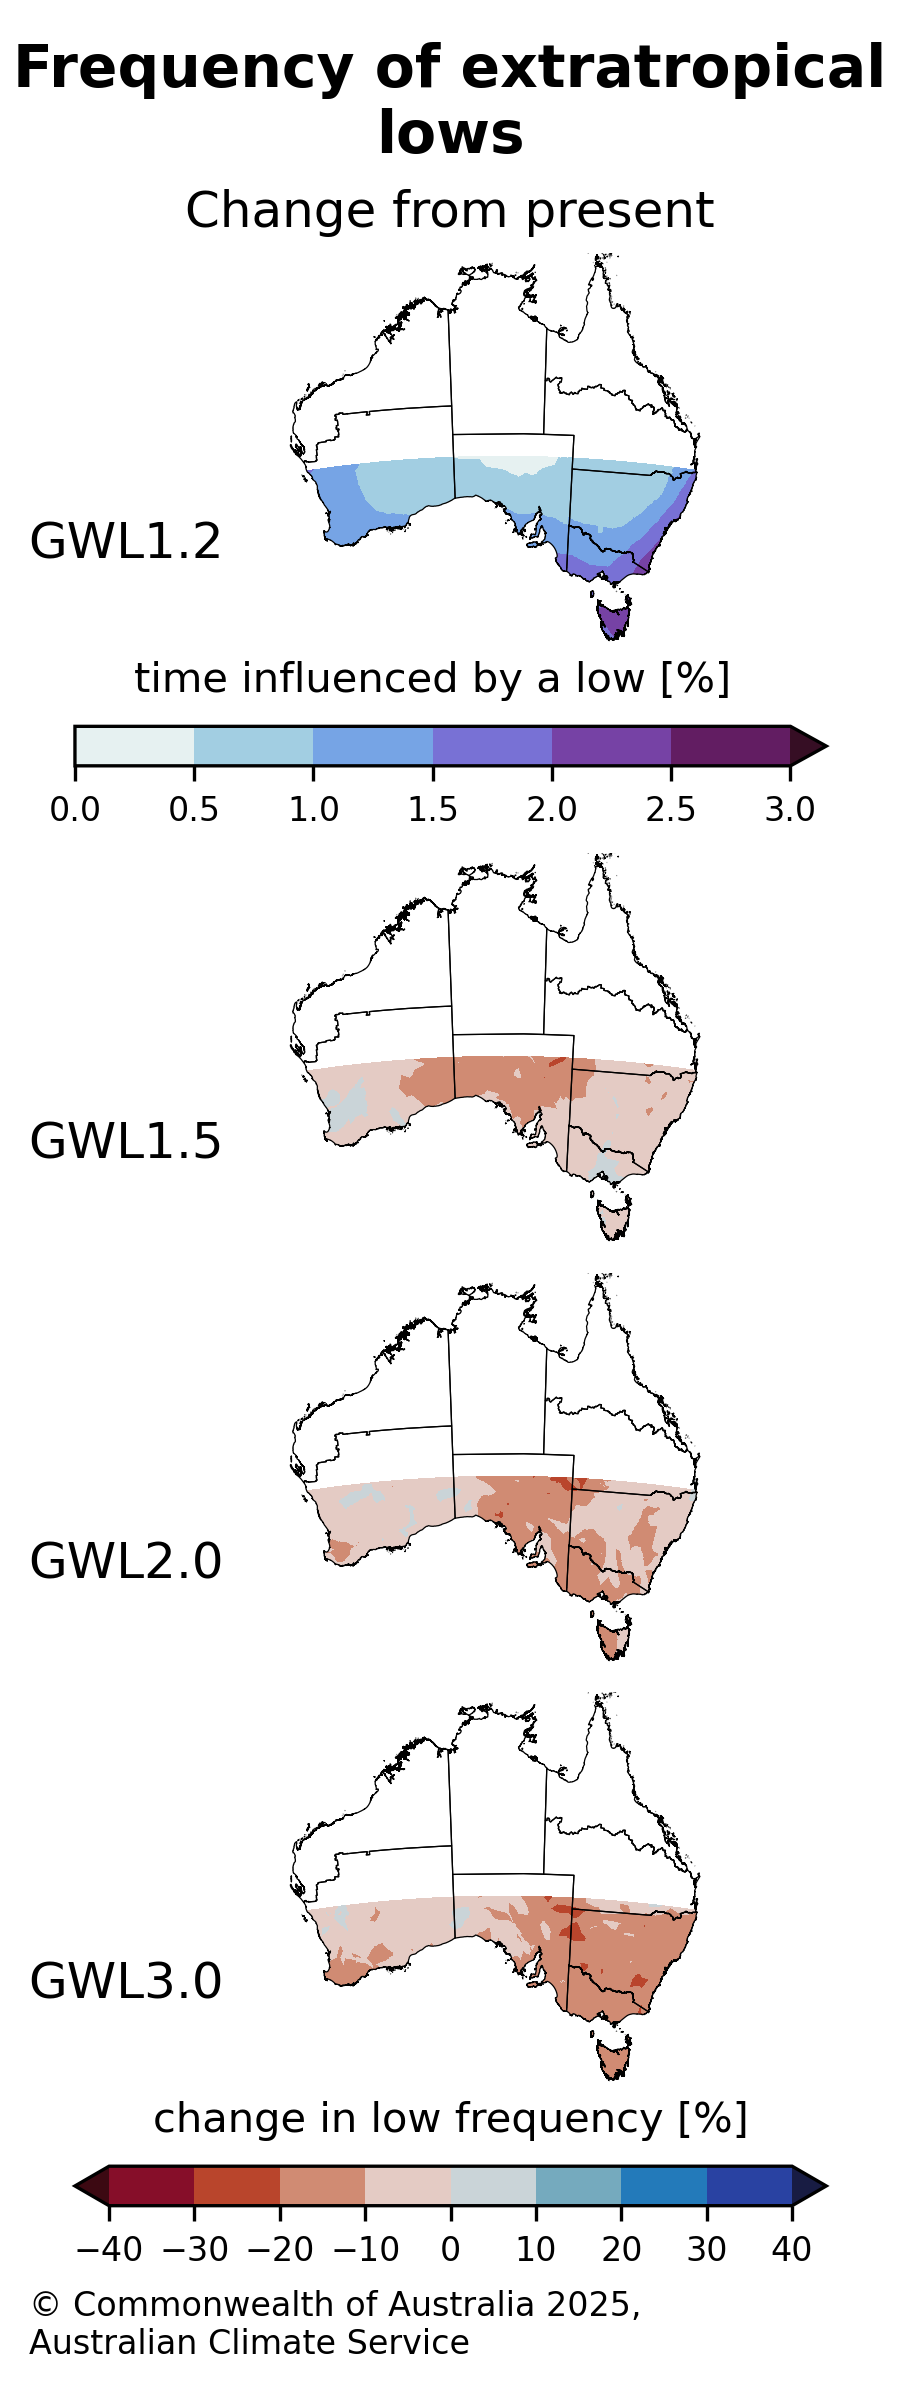 Frequency of extratropical
lows
Change from present
GWL1.2
time influenced by a low [%]
0.0 0.5 1.0 1.5 2.0 2.5 3.0
GWL1.5
GWL2.0
GWL3.0
change in low frequency [%]
−40 −30 −20 −10 0 10 20 30 40
© Commonwealth of Australia 2025,
Australian Climate Service